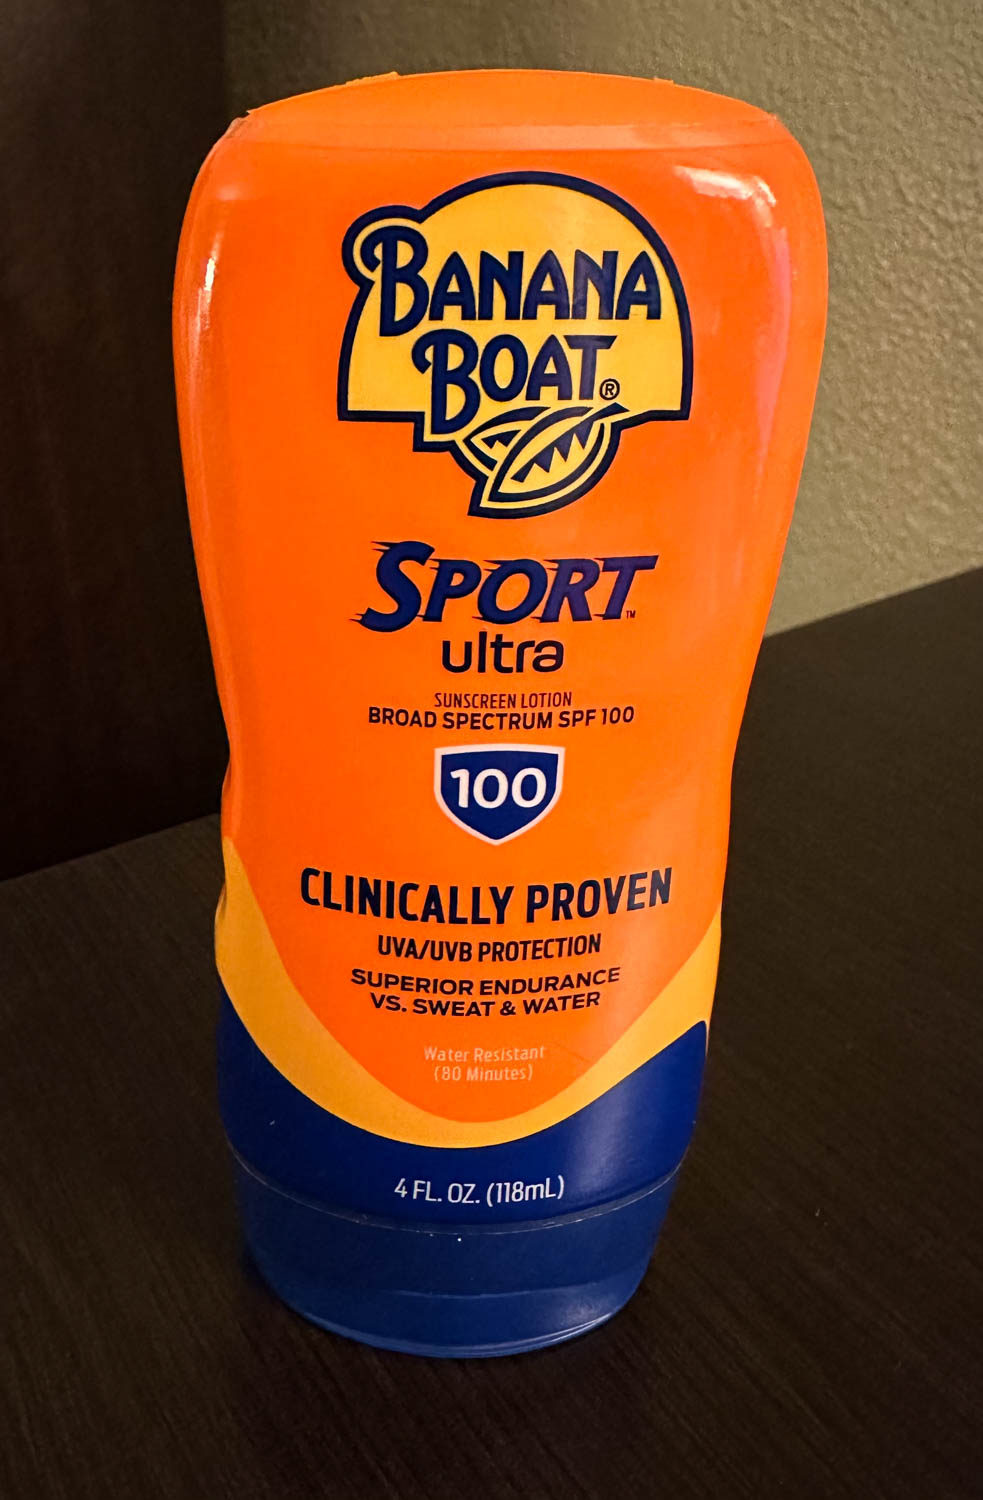 BANANA
BOAT®
SPORT™
ultra
SUNSCREEN LOTION
BROAD SPECTRUM SPF 100
100
CLINICALLY PROVEN
UVA/UVB PROTECTION
SUPERIOR ENDURANCE
VS. SWEAT & WATER
Water Resistant
(80 Minutes)
4 FL. OZ. (118mL)